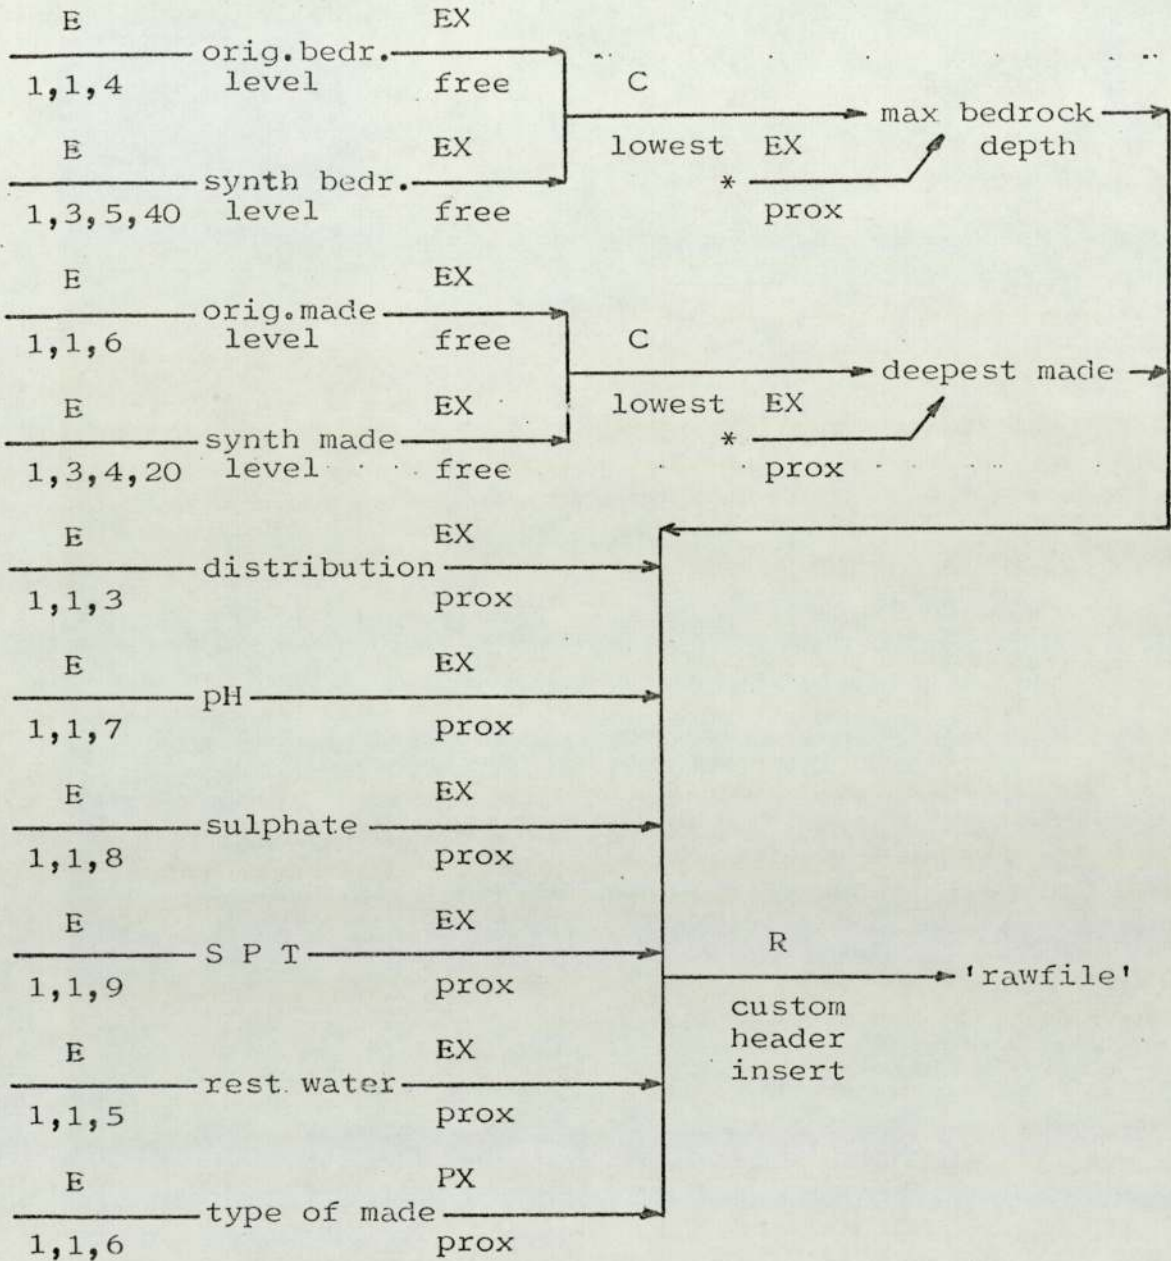 E EX
orig.bedr.
1,1,4 level free C
max bedrock
E EX lowest EX depth
synth bedr. *
1,3,5,40 level free prox
E EX
orig.made
1,1,6 level free C
deepest made
E EX lowest EX
synth made *
1,3,4,20 level free prox
E EX
distribution
1,1,3 prox
E EX
pH
1,1,7 prox
E EX
sulphate
1,1,8 prox
E EX R
S P T
'rawfile'
1,1,9 prox custom
header
E EX insert
rest water
1,1,5 prox
E PX
type of made
1,1,6 prox